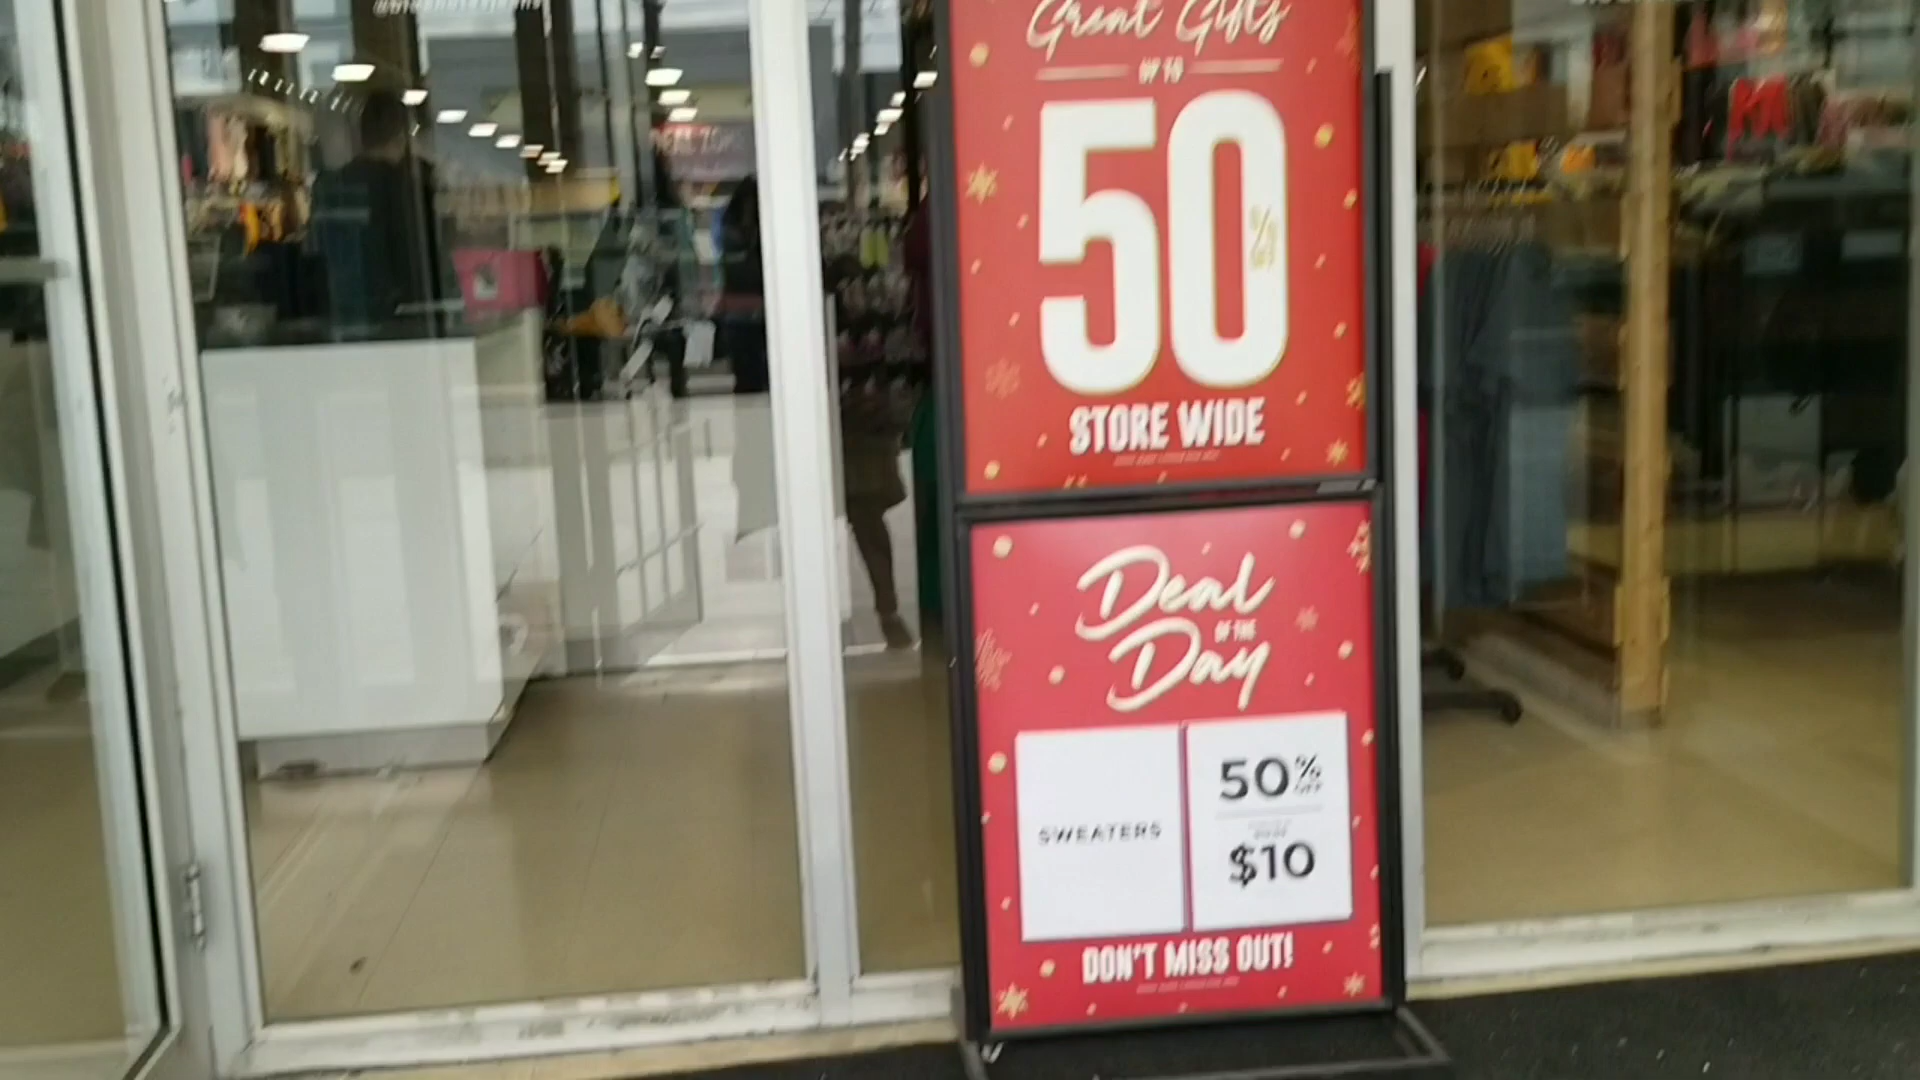 Great Gifts
UP TO
50%
STORE WIDE
Deal
OF THE
Day
SWEATERS
50% OFF
$10
DON'T MISS OUT!